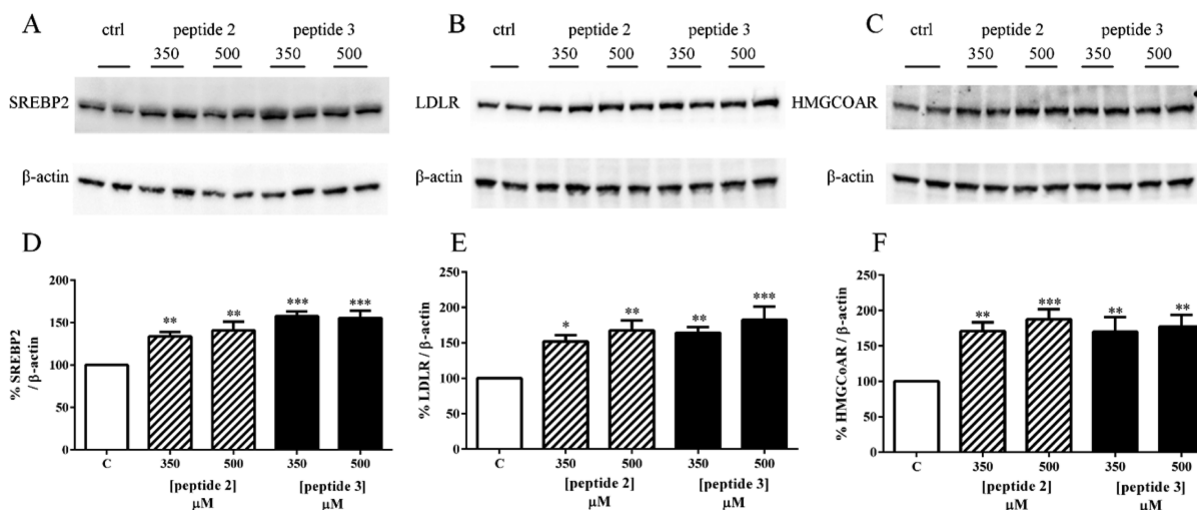 A
ctrl peptide 2 peptide 3
350 500 350 500
SREBP2
β-actin
B
ctrl peptide 2 peptide 3
350 500 350 500
LDLR
β-actin
C
ctrl peptide 2 peptide 3
350 500 350 500
HMGCOAR
β-actin
D
% SREBP2
/ β-actin
200
150
100
50
0
** ** *** ***
C 350 500 350 500
[peptide 2] [peptide 3]
µM µM
E
% LDLR / β-actin
250
200
150
100
50
0
* ** ** ***
C 350 500 350 500
[peptide 2] [peptide 3]
µM µM
F
% HMGCoAR / β-actin
250
200
150
100
50
0
** *** ** **
C 350 500 350 500
[peptide 2] [peptide 3]
µM µM